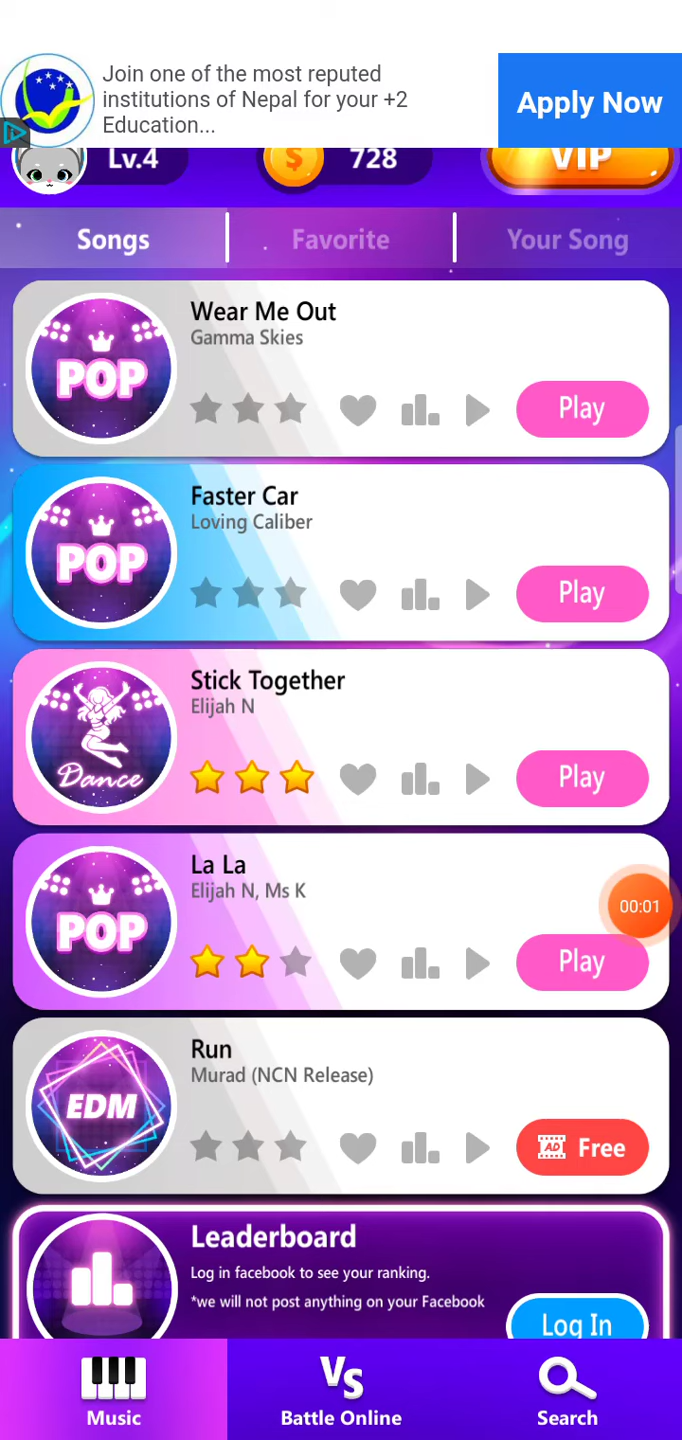 Join one of the most reputed
institutions of Nepal for your +2
Education...
Apply Now
Lv.4
$
728
VIP
Songs
Favorite
Your Song
POP
Wear Me Out
Gamma Skies
Play
POP
Faster Car
Loving Caliber
Play
Dance
Stick Together
Elijah N
Play
POP
La La
Elijah N, Ms K
00:01
Play
EDM
Run
Murad (NCN Release)
AD
Free
Leaderboard
Log in facebook to see your ranking.
*we will not post anything on your Facebook
Log In
Music
VS
Battle Online
Search